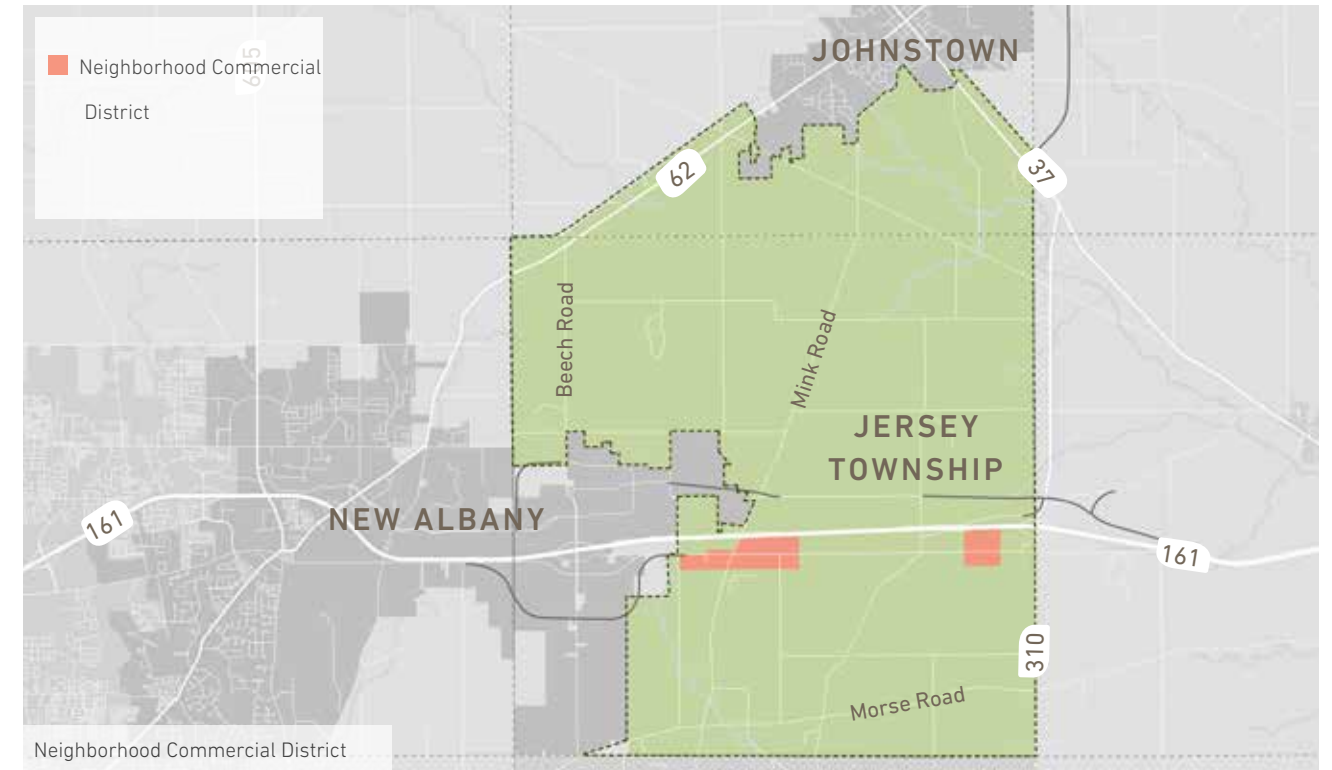 Neighborhood Commercial
District
605
JOHNSTOWN
62
37
Beech Road
Mink Road
JERSEY
TOWNSHIP
161
NEW ALBANY
161
310
Morse Road
Neighborhood Commercial District